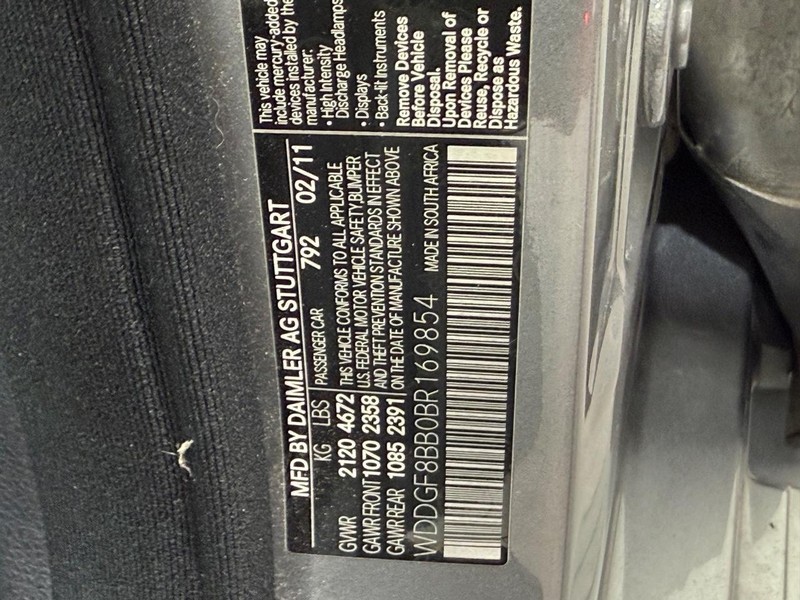 MFD BY DAIMLER AG STUTTGART
KG LBS PASSENGER CAR 792 02/11
GVWR 2120 4672 THIS VEHICLE CONFORMS TO ALL APPLICABLE
GAWR FRONT 1070 2358 U.S. FEDERAL MOTOR VEHICLE SAFETY, BUMPER
GAWR REAR 1085 2391 AND THEFT PREVENTION STANDARDS IN EFFECT
ON THE DATE OF MANUFACTURE SHOWN ABOVE
WDDGF8BB0BR169854 MADE IN SOUTH AFRICA
This vehicle may
include mercury-added
devices installed by the
manufacturer:
• High Intensity
Discharge Headlamps
• Displays
• Back-lit Instruments
Remove Devices
Before Vehicle
Disposal.
Upon Removal of
Devices Please
Reuse, Recycle or
Dispose as
Hazardous Waste.